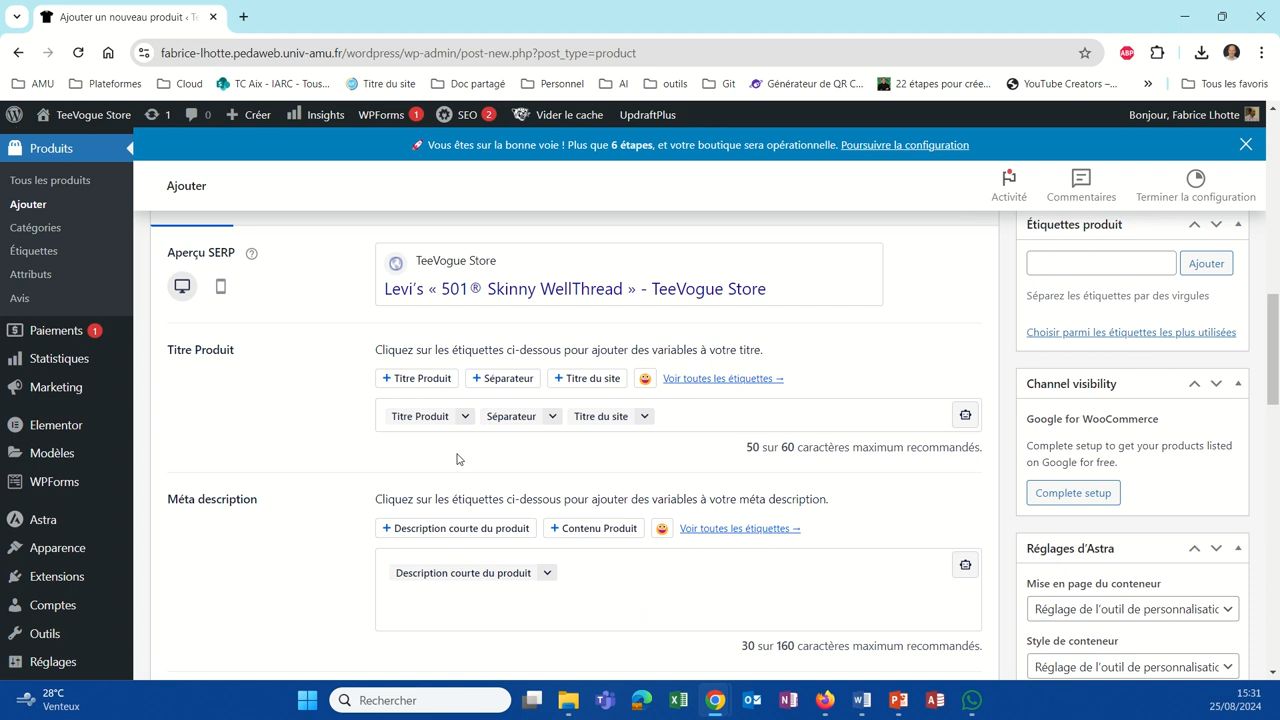 Ajouter un nouveau produit ‹ Te
fabrice-lhotte.pedaweb.univ-amu.fr/wordpress/wp-admin/post-new.php?post_type=product
ABP
AMU
Plateformes
Cloud
TC Aix - IARC - Tous...
Titre du site
Doc partagé
Personnel
AI
outils
Git
Générateur de QR C...
22 étapes pour crée...
YouTube Creators –...
»
Tous les favoris
TeeVogue Store
1
0
Créer
Insights
WPForms 1
SEO 2
Vider le cache
UpdraftPlus
Bonjour, Fabrice Lhotte
Produits
Tous les produits
Ajouter
Catégories
Étiquettes
Attributs
Avis
Paiements 1
Statistiques
Marketing
Elementor
Modèles
WPForms
Astra
Apparence
Extensions
Comptes
Outils
Réglages
🚀 Vous êtes sur la bonne voie ! Plus que 6 étapes, et votre boutique sera opérationnelle. Poursuivre la configuration
Ajouter
Activité
Commentaires
Terminer la configuration
Aperçu SERP
TeeVogue Store
Levi’s « 501® Skinny WellThread » - TeeVogue Store
Titre Produit
Cliquez sur les étiquettes ci-dessous pour ajouter des variables à votre titre.
+ Titre Produit
+ Séparateur
+ Titre du site
Voir toutes les étiquettes →
Titre Produit
Séparateur
Titre du site
50 sur 60 caractères maximum recommandés.
Méta description
Cliquez sur les étiquettes ci-dessous pour ajouter des variables à votre méta description.
+ Description courte du produit
+ Contenu Produit
Voir toutes les étiquettes →
Description courte du produit
30 sur 160 caractères maximum recommandés.
Étiquettes produit
Ajouter
Séparez les étiquettes par des virgules
Choisir parmi les étiquettes les plus utilisées
Channel visibility
Google for WooCommerce
Complete setup to get your products listed
on Google for free.
Complete setup
Réglages d’Astra
Mise en page du conteneur
Réglage de l’outil de personnalisatic
Style de conteneur
Réglage de l’outil de personnalisatic
28°C
Venteux
Rechercher
15:31
25/08/2024